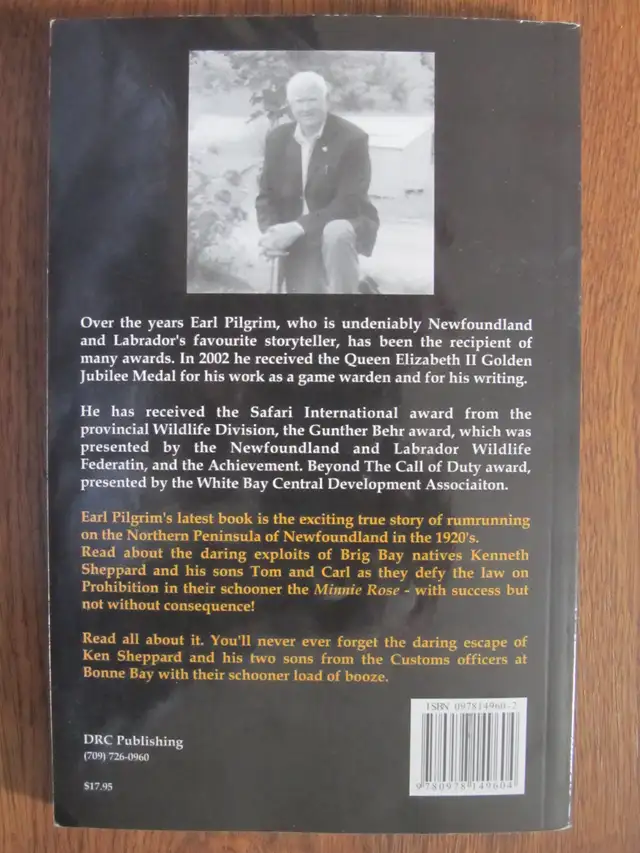 Over the years Earl Pilgrim, who is undeniably Newfoundland
and Labrador's favourite storyteller, has been the recipient of
many awards. In 2002 he received the Queen Elizabeth II Golden
Jubilee Medal for his work as a game warden and for his writing.
He has received the Safari International award from the
provincial Wildlife Division, the Gunther Behr award, which was
presented by the Newfoundland and Labrador Wildlife
Federatin, and the Achievement. Beyond The Call of Duty award,
presented by the White Bay Central Development Associaiton.
Earl Pilgrim's latest book is the exciting true story of rumrunning
on the Northern Peninsula of Newfoundland in the 1920's.
Read about the daring exploits of Brig Bay natives Kenneth
Sheppard and his sons Tom and Carl as they defy the law on
Prohibition in their schooner the Minnie Rose - with success but
not without consequence!
Read all about it. You'll never ever forget the daring escape of
Ken Sheppard and his two sons from the Customs officers at
Bonne Bay with their schooner load of booze.
ISBN 097814960-2
DRC Publishing
(709) 726-0960
$17.95
9780978149604